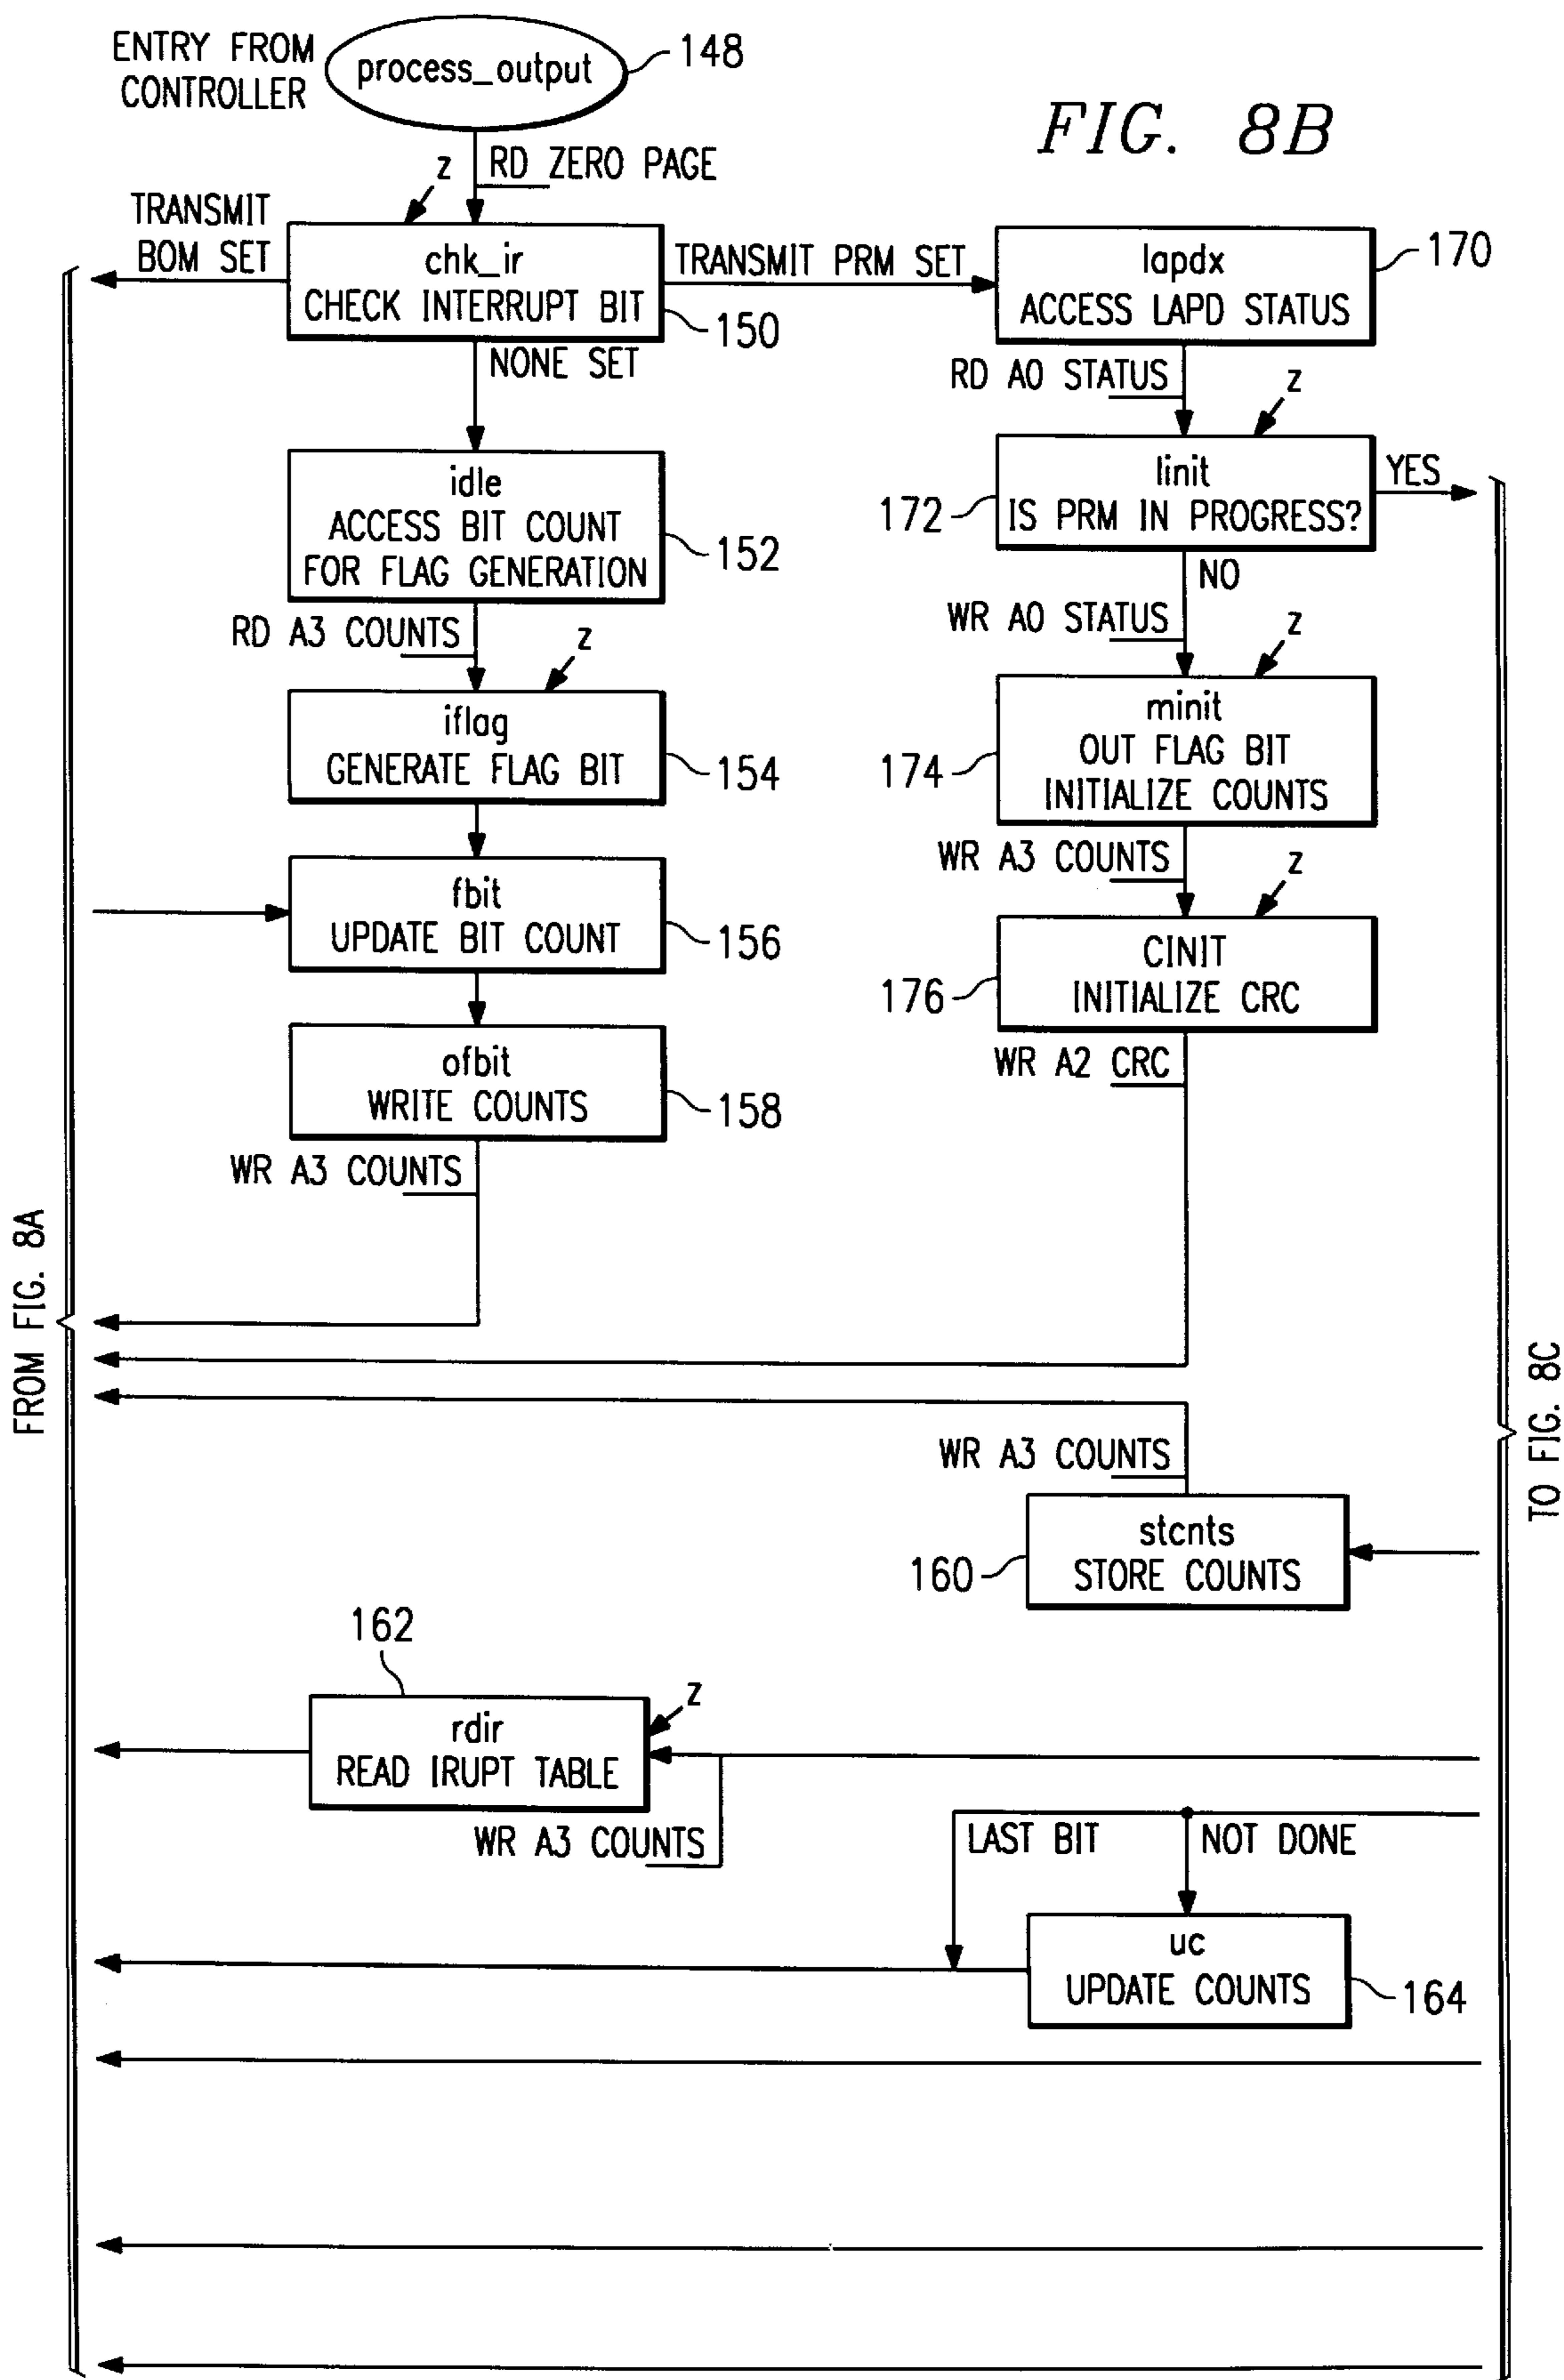 ENTRY FROM
CONTROLLER
process_output
148
FIG. 8B
z
RD ZERO PAGE
TRANSMIT
BOM SET
chk_ir
CHECK INTERRUPT BIT
150
TRANSMIT PRM SET
lapdx
ACCESS LAPD STATUS
170
NONE SET
RD A0 STATUS
z
idle
ACCESS BIT COUNT
FOR FLAG GENERATION
152
linit
IS PRM IN PROGRESS?
172
YES
NO
RD A3 COUNTS
z
WR A0 STATUS
z
iflag
GENERATE FLAG BIT
154
minit
OUT FLAG BIT
INITIALIZE COUNTS
174
WR A3 COUNTS
z
fbit
UPDATE BIT COUNT
156
CINIT
INITIALIZE CRC
176
ofbit
WRITE COUNTS
158
WR A2 CRC
WR A3 COUNTS
FROM FIG. 8A
TO FIG. 8C
WR A3 COUNTS
stcnts
STORE COUNTS
160
162
z
rdir
READ IRUPT TABLE
WR A3 COUNTS
LAST BIT
NOT DONE
uc
UPDATE COUNTS
164